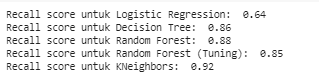 Recall score untuk Logistic Regression:  0.64
Recall score untuk Decision Tree:  0.86
Recall score untuk Random Forest:  0.88
Recall score untuk Random Forest (Tuning):  0.85
Recall score untuk KNeighbors:  0.92